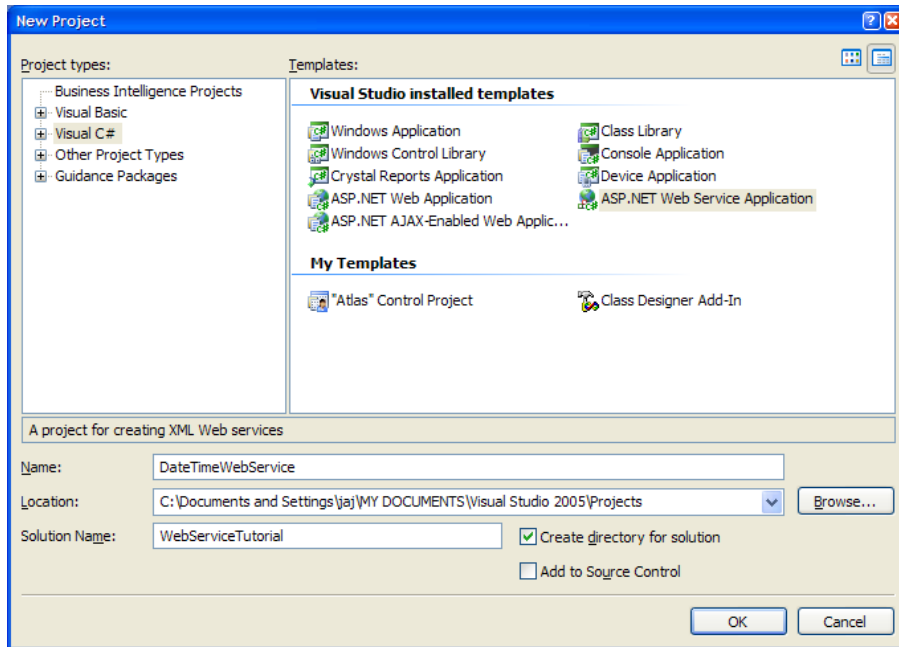 New Project
Project types:
Templates:
Business Intelligence Projects
Visual Basic
Visual C#
Other Project Types
Guidance Packages
Visual Studio installed templates
Windows Application
Class Library
Windows Control Library
Console Application
Crystal Reports Application
Device Application
ASP.NET Web Application
ASP.NET Web Service Application
ASP.NET AJAX-Enabled Web Applic...
My Templates
"Atlas" Control Project
Class Designer Add-In
A project for creating XML Web services
Name:
DateTimeWebService
Location:
C:\Documents and Settings\jaj\MY DOCUMENTS\Visual Studio 2005\Projects
Browse...
Solution Name:
WebServiceTutorial
Create directory for solution
Add to Source Control
OK
Cancel